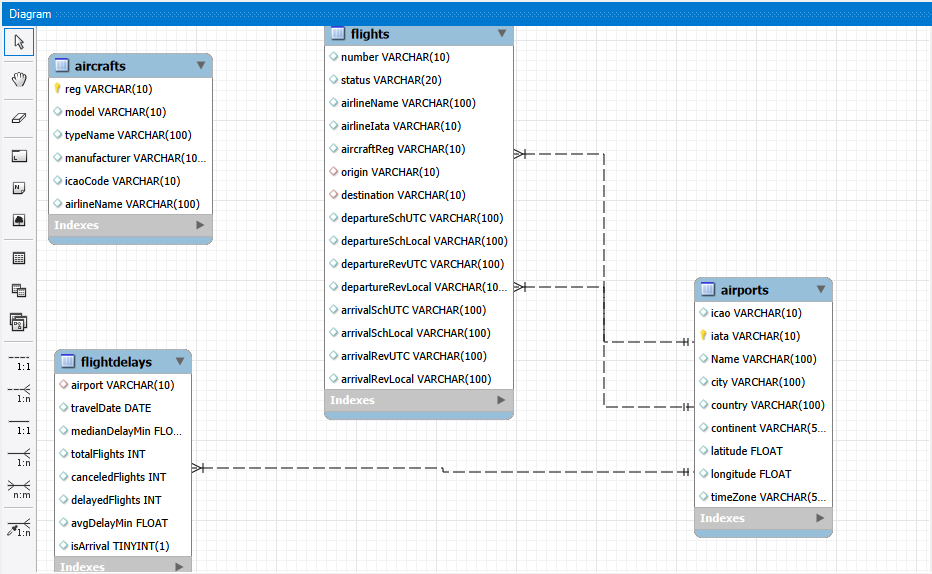 Diagram
aircrafts
reg VARCHAR(10)
model VARCHAR(10)
typeName VARCHAR(100)
manufacturer VARCHAR(10...
icaoCode VARCHAR(10)
airlineName VARCHAR(100)
Indexes
flights
number VARCHAR(10)
status VARCHAR(20)
airlineName VARCHAR(100)
airlineIata VARCHAR(10)
aircraftReg VARCHAR(10)
origin VARCHAR(10)
destination VARCHAR(10)
departureSchUTC VARCHAR(100)
departureSchLocal VARCHAR(100)
departureRevUTC VARCHAR(100)
departureRevLocal VARCHAR(10...
arrivalSchUTC VARCHAR(100)
arrivalSchLocal VARCHAR(100)
arrivalRevUTC VARCHAR(100)
arrivalRevLocal VARCHAR(100)
Indexes
airports
icao VARCHAR(10)
iata VARCHAR(10)
Name VARCHAR(100)
city VARCHAR(100)
country VARCHAR(100)
continent VARCHAR(5...
latitude FLOAT
longitude FLOAT
timeZone VARCHAR(5...
Indexes
flightdelays
airport VARCHAR(10)
travelDate DATE
medianDelayMin FLO...
totalFlights INT
canceledFlights INT
delayedFlights INT
avgDelayMin FLOAT
isArrival TINYINT(1)
Indexes
1:1
1:n
1:1
1:n
n:m
1:n